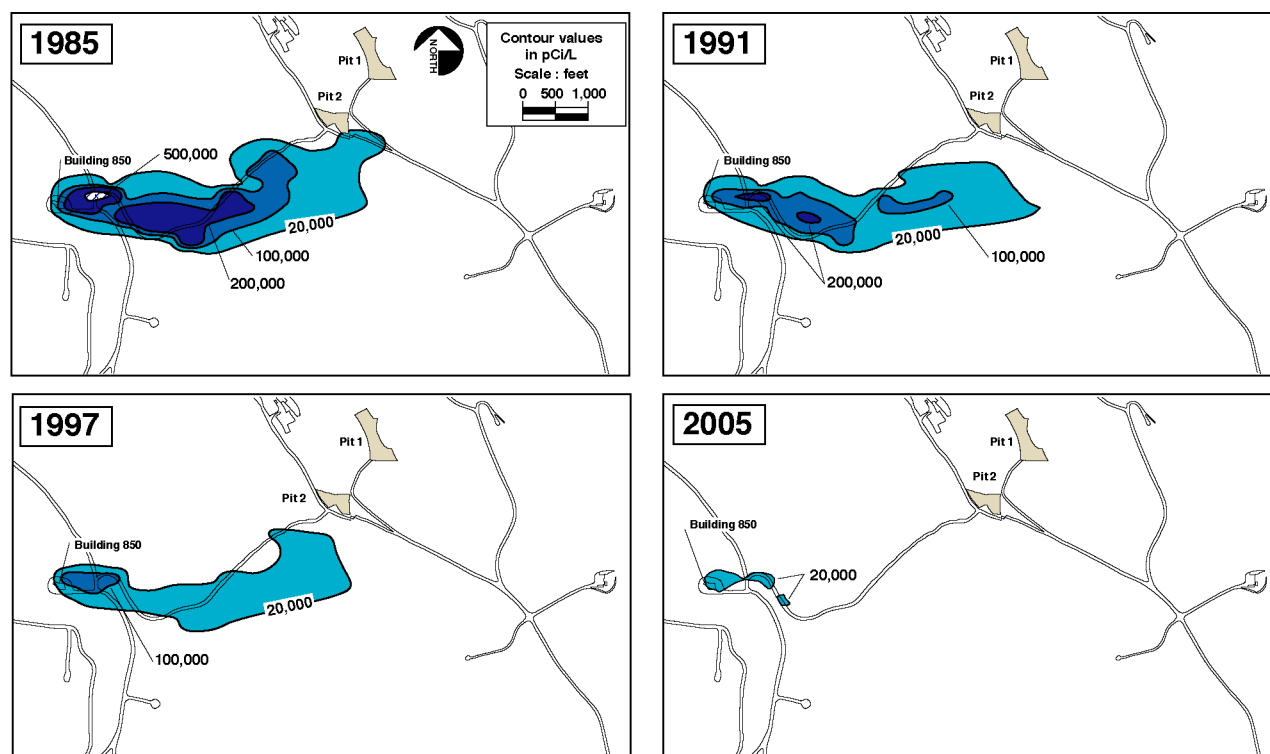 1985
NORTH
Contour values
in pCi/L
Scale : feet
0 500 1,000
Pit 1
Pit 2
Building 850
500,000
20,000
100,000
200,000
1991
Pit 1
Pit 2
Building 850
20,000
100,000
200,000
1997
Pit 1
Pit 2
Building 850
20,000
100,000
2005
Pit 1
Pit 2
Building 850
20,000